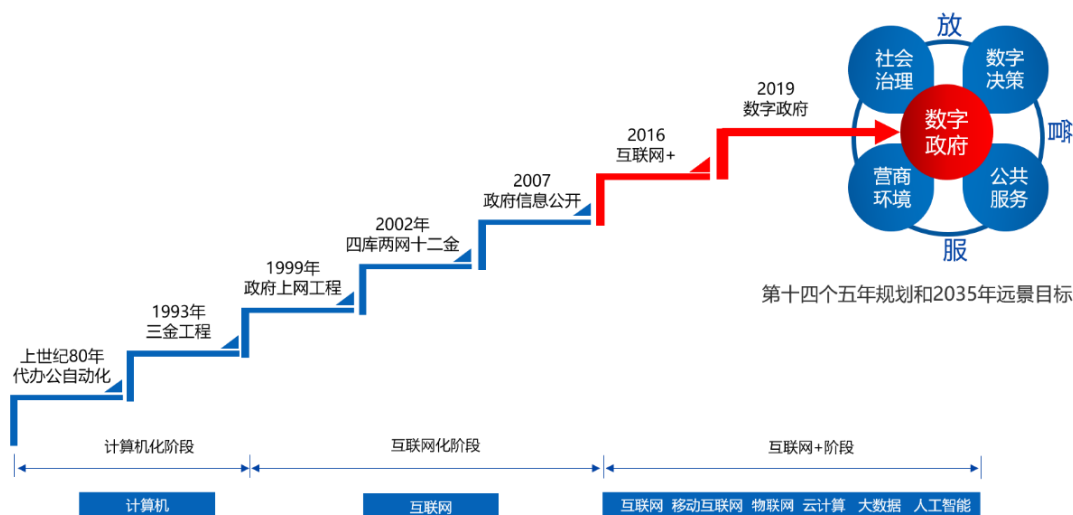 放
社会
治理
数字
决策
数字
政府
管
营商
环境
公共
服务
服
2019
数字政府
2016
互联网+
2007
政府信息公开
2002年
四库两网十二金
1999年
政府上网工程
1993年
三金工程
上世纪80年
代办公自动化
第十四个五年规划和2035年远景目标
计算机化阶段
互联网化阶段
互联网+阶段
计算机
互联网
互联网 移动互联网 物联网 云计算 大数据 人工智能